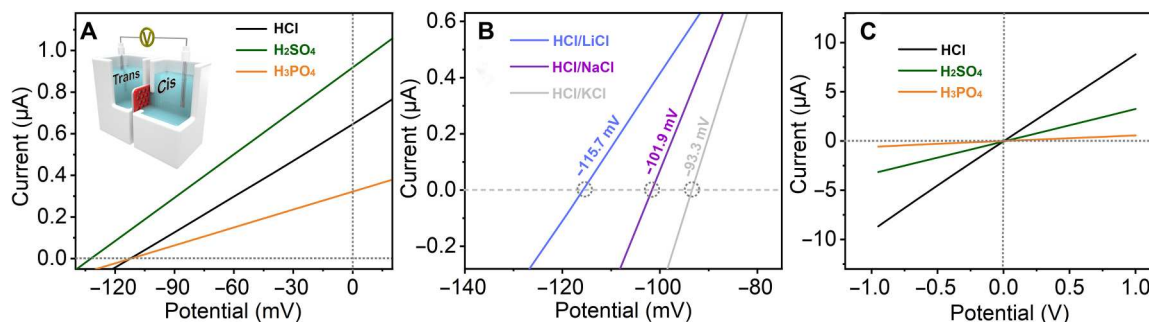 A
HCl
H₂SO₄
H₃PO₄
V
Trans
Cis
Current (μA)
1.0
0.8
0.6
0.4
0.2
0.0
−120
−90
−60
−30
0
Potential (mV)
B
HCl/LiCl
HCl/NaCl
HCl/KCl
−115.7 mV
−101.9 mV
−93.3 mV
Current (μA)
0.6
0.4
0.2
0.0
−0.2
−140
−120
−100
−80
Potential (mV)
C
HCl
H₂SO₄
H₃PO₄
Current (μA)
10
5
0
−5
−10
−1.0
−0.5
0.0
0.5
1.0
Potential (V)